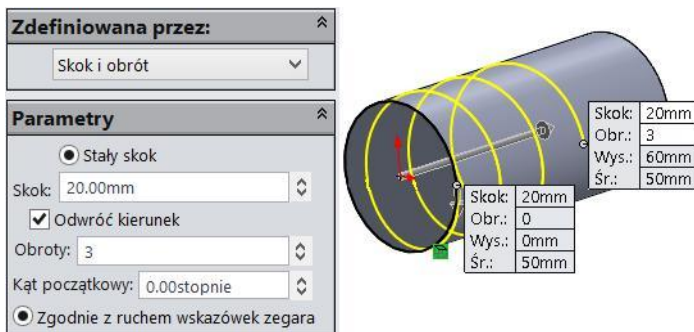 Zdefiniowana przez:
Skok i obrót
Parametry
Stały skok
Skok: 20.00mm
Odwróć kierunek
Obroty: 3
Kąt początkowy: 0.00stopnie
Zgodnie z ruchem wskazówek zegara
Skok: 20mm
Obr.: 3
Wys.: 60mm
Śr.: 50mm
Skok: 20mm
Obr.: 0
Wys.: 0mm
Śr.: 50mm